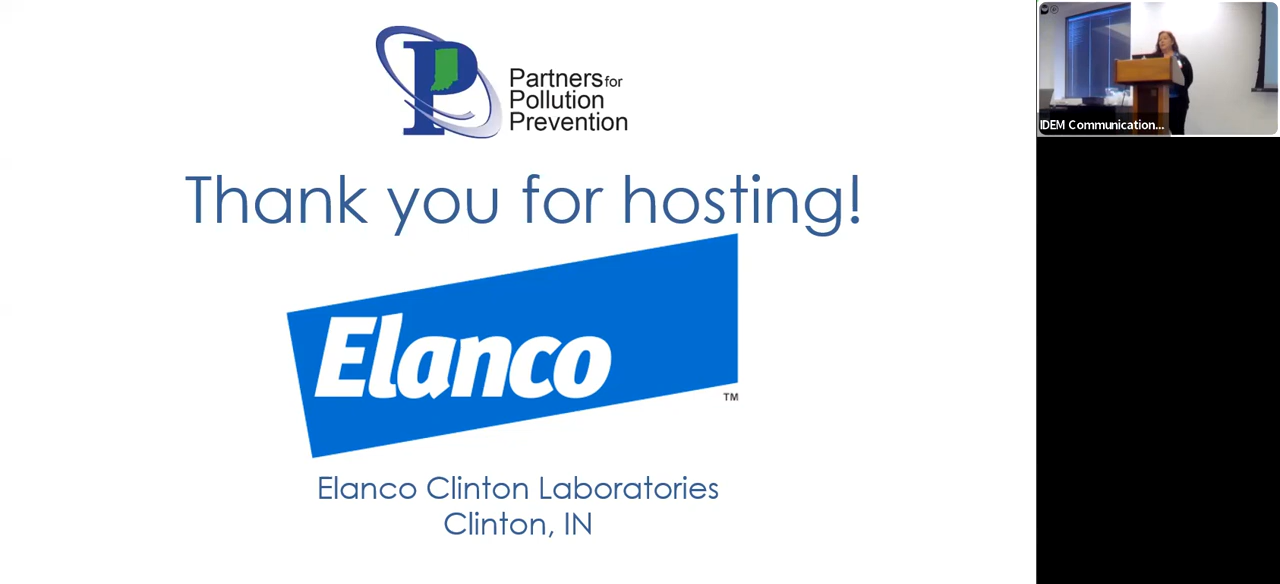 Partners for
Pollution
Prevention
Thank you for hosting!
Elanco
TM
Elanco Clinton Laboratories
Clinton, IN
IDEM Communication...